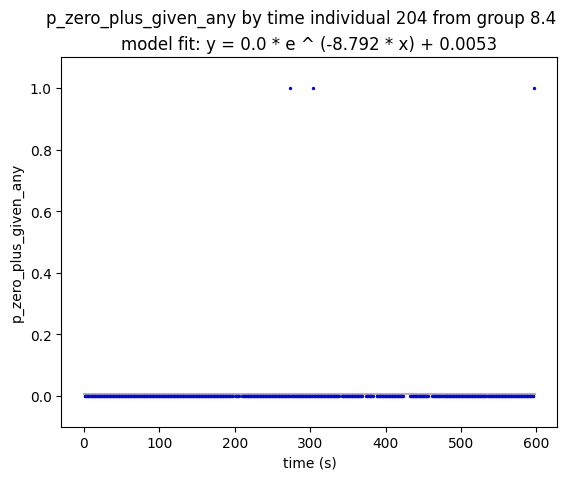 p_zero_plus_given_any by time individual 204 from group 8.4
model fit: y = 0.0 * e ^ (-8.792 * x) + 0.0053
1.0
0.8
0.6
0.4
0.2
0.0
p_zero_plus_given_any
0 100 200 300 400 500 600
time (s)